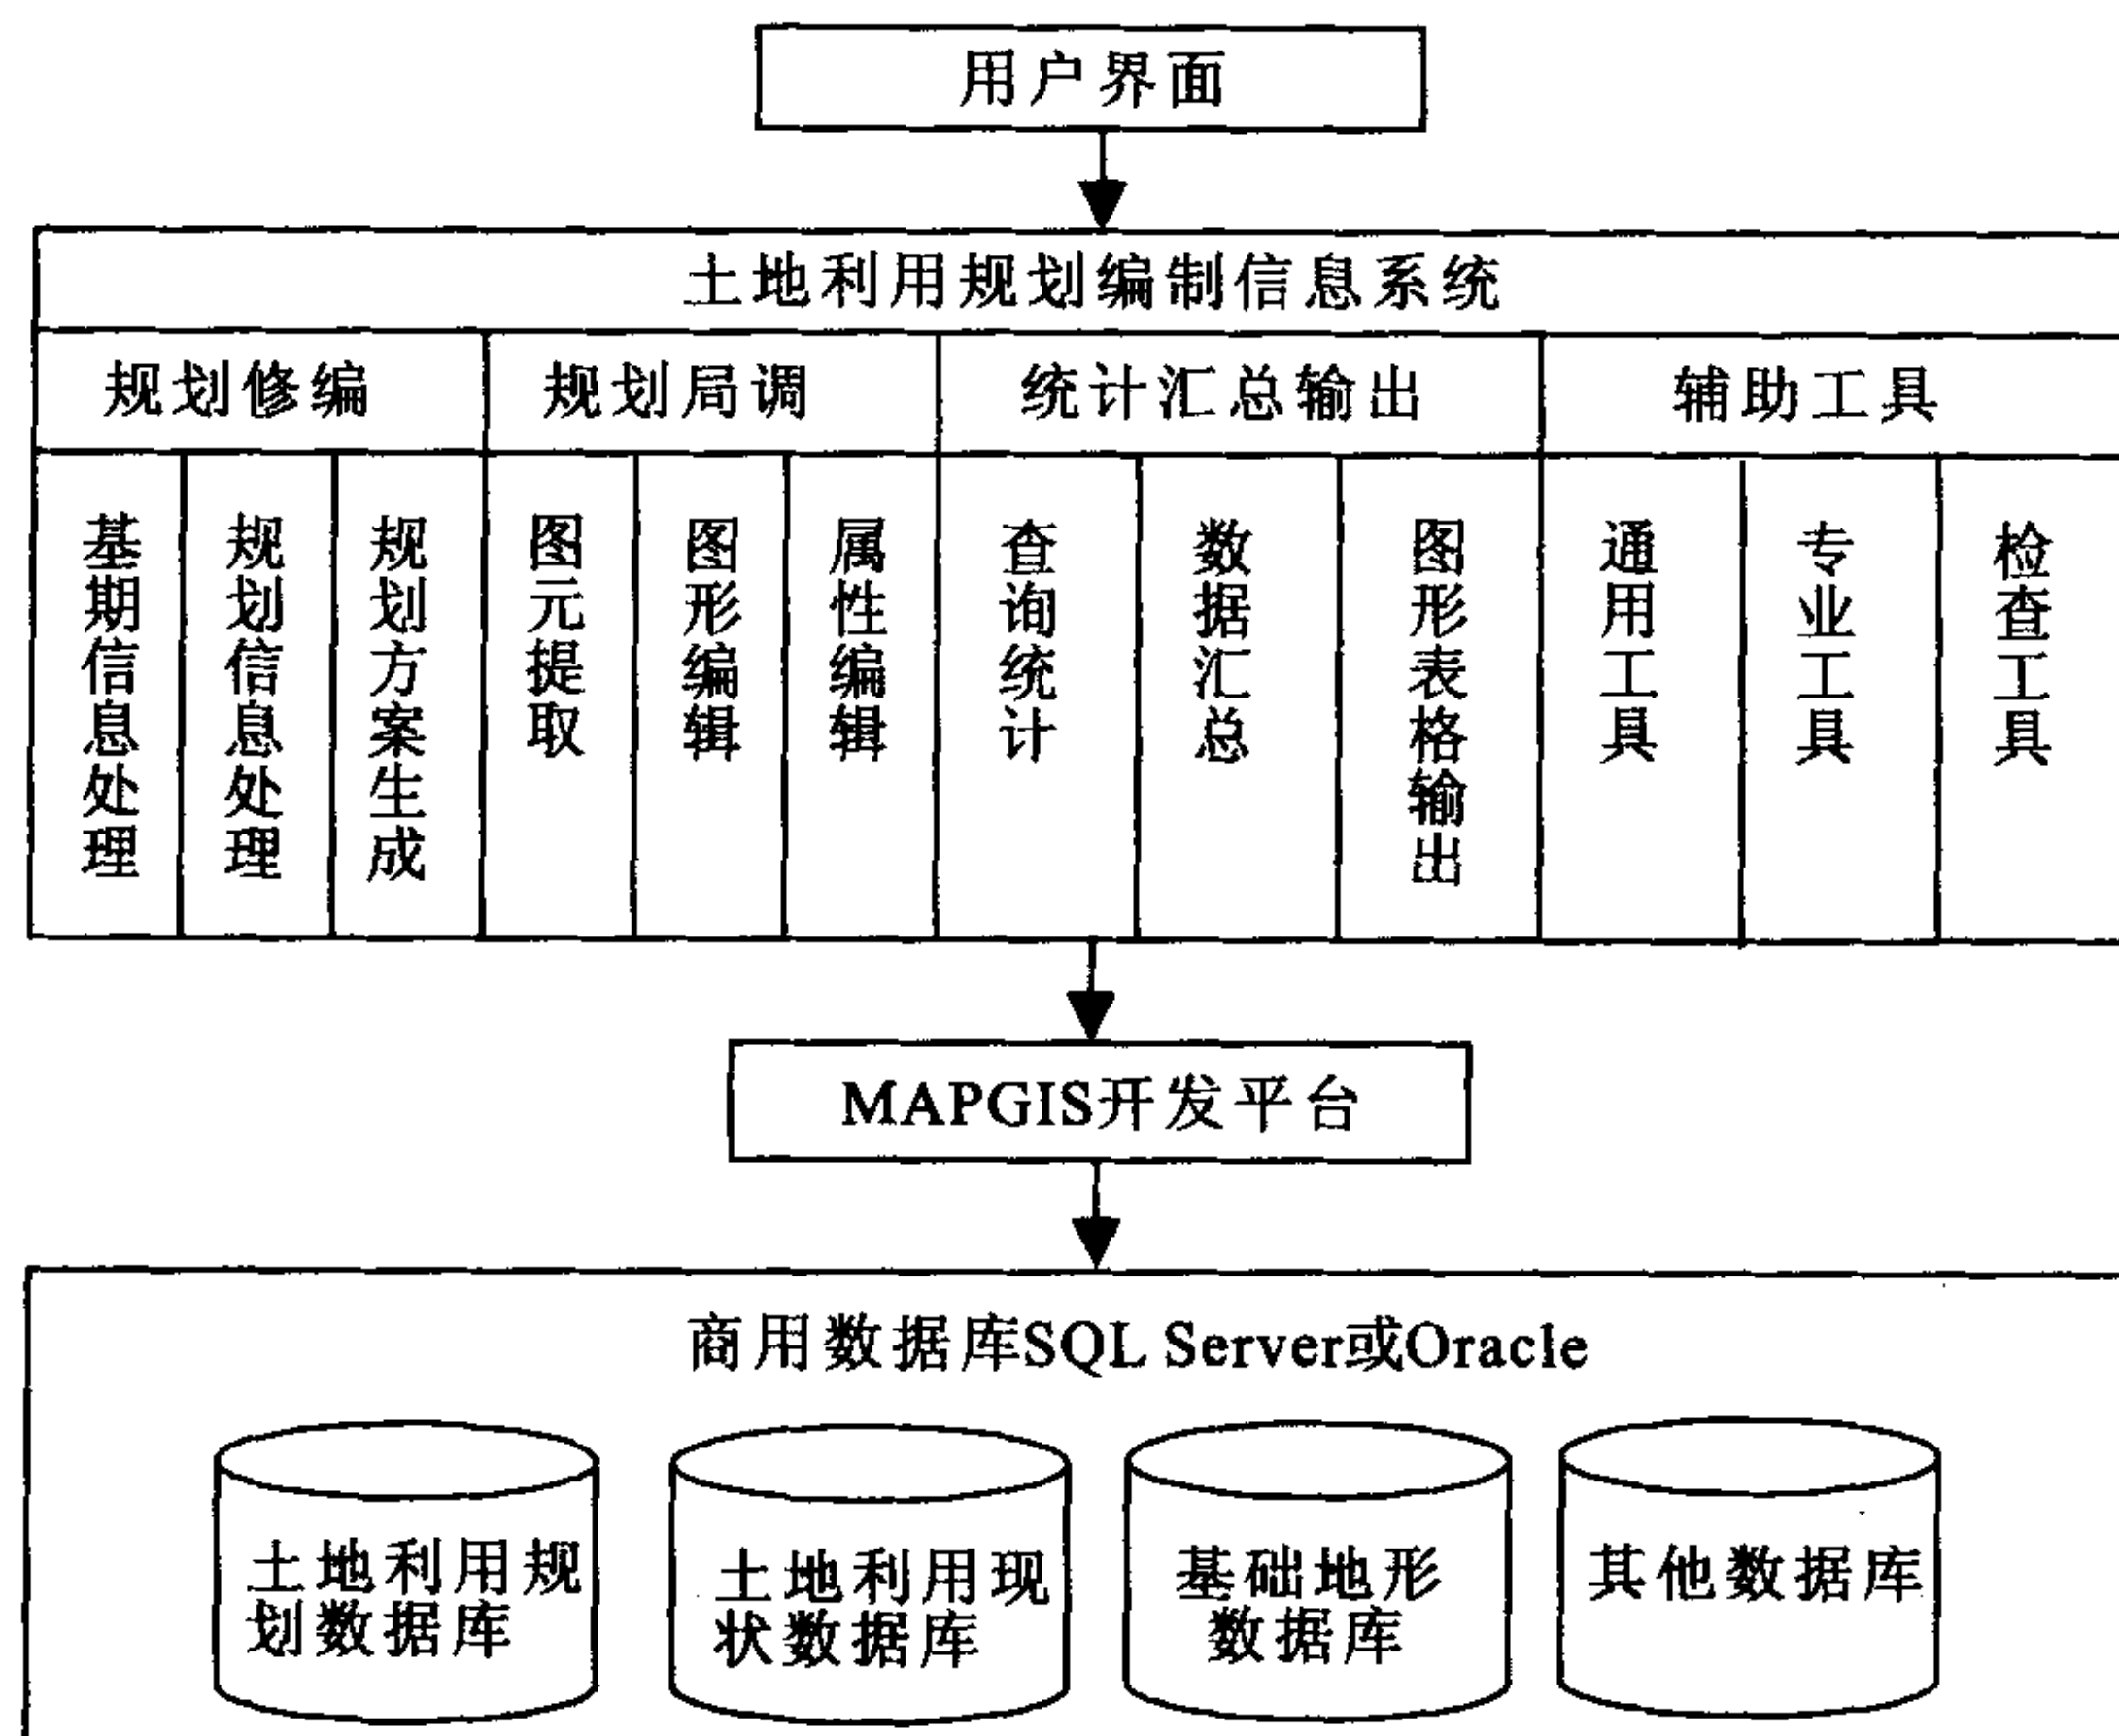 用户界面
土地利用规划编制信息系统
规划修编
规划局调
统计汇总输出
辅助工具
基期信息处理
规划信息处理
规划方案生成
图元提取
图形编辑
属性编辑
查询统计
数据汇总
图形表格输出
通用工具
专业工具
检查工具
MAPGIS开发平台
商用数据库SQL Server或Oracle
土地利用规
划数据库
土地利用现
状数据库
基础地形
数据库
其他数据库